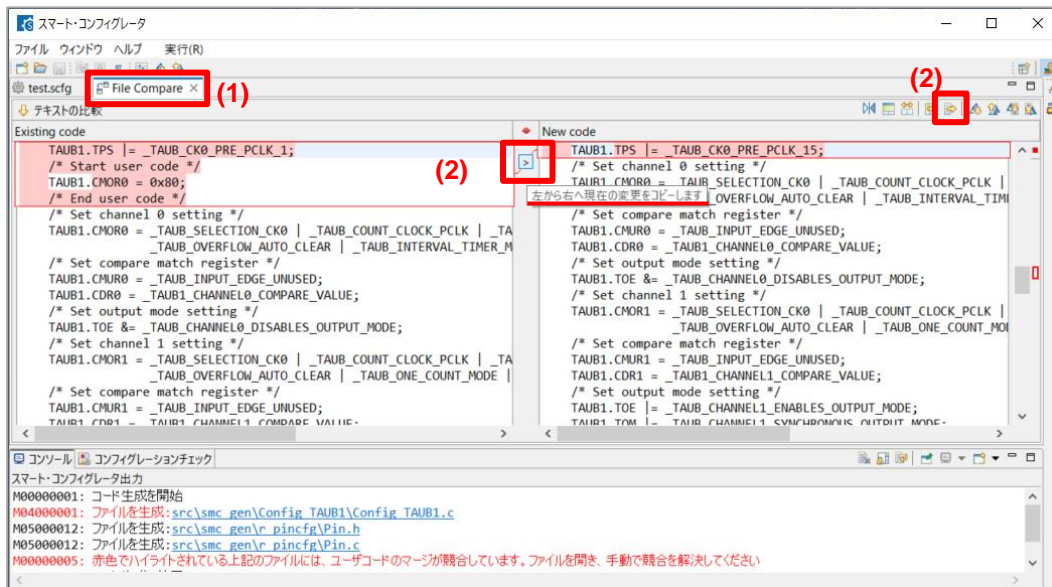 スマート・コンフィグレータ
ファイル ウィンドウ ヘルプ 実行(R)
test.scfg
File Compare
(1)
(2)
テキストの比較
Existing code
New code
TAUB1.TPS |= _TAUB_CK0_PRE_PCLK_1;
/* Start user code */
TAUB1.CMOR0 = 0x80;
/* End user code */
/* Set channel 0 setting */
TAUB1.CMOR0 = _TAUB_SELECTION_CK0 | _TAUB_COUNT_CLOCK_PCLK | _TA
_TAUB_OVERFLOW_AUTO_CLEAR | _TAUB_INTERVAL_TIMER_M
/* Set compare match register */
TAUB1.CMUR0 = _TAUB_INPUT_EDGE_UNUSED;
TAUB1.CDR0 = _TAUB1_CHANNEL0_COMPARE_VALUE;
/* Set output mode setting */
TAUB1.TOE &= _TAUB_CHANNEL0_DISABLES_OUTPUT_MODE;
/* Set channel 1 setting */
TAUB1.CMOR1 = _TAUB_SELECTION_CK0 | _TAUB_COUNT_CLOCK_PCLK | _TA
_TAUB_OVERFLOW_AUTO_CLEAR | _TAUB_ONE_COUNT_MODE |
/* Set compare match register */
TAUB1.CMUR1 = _TAUB_INPUT_EDGE_UNUSED;
TAUB1.CDR1 = _TAUB1_CHANNEL1_COMPARE_VALUE;
(2)
>
左から右へ現在の変更をコピーします
TAUB1.TPS |= _TAUB_CK0_PRE_PCLK_15;
/* Set channel 0 setting */
TAUB1.CMOR0 = _TAUB_SELECTION_CK0 | _TAUB_COUNT_CLOCK_PCLK |
_OVERFLOW_AUTO_CLEAR | _TAUB_INTERVAL_TIM
/* Set compare match register */
TAUB1.CMUR0 = _TAUB_INPUT_EDGE_UNUSED;
TAUB1.CDR0 = _TAUB1_CHANNEL0_COMPARE_VALUE;
/* Set output mode setting */
TAUB1.TOE &= _TAUB_CHANNEL0_DISABLES_OUTPUT_MODE;
/* Set channel 1 setting */
TAUB1.CMOR1 = _TAUB_SELECTION_CK0 | _TAUB_COUNT_CLOCK_PCLK |
_TAUB_OVERFLOW_AUTO_CLEAR | _TAUB_ONE_COUNT_MOD
/* Set compare match register */
TAUB1.CMUR1 = _TAUB_INPUT_EDGE_UNUSED;
TAUB1.CDR1 = _TAUB1_CHANNEL1_COMPARE_VALUE;
/* Set output mode setting */
TAUB1.TOE |= _TAUB_CHANNEL1_ENABLES_OUTPUT_MODE;
TAUB1.TOM |= _TAUB_CHANNEL1_SYNCHRONOUS_OUTPUT_MODE;
コンソール コンフィグレーションチェック
スマート・コンフィグレータ出力
M00000001: コード生成を開始
M04000001: ファイルを生成:src\smc_gen\Config_TAUB1\Config_TAUB1.c
M05000012: ファイルを生成:src\smc_gen\r_pincfg\Pin.h
M05000012: ファイルを生成:src\smc_gen\r_pincfg\Pin.c
M00000005: 赤色でハイライトされている上記のファイルには、ユーザコードのマージが競合しています。ファイルを開き、手動で競合を解決してください